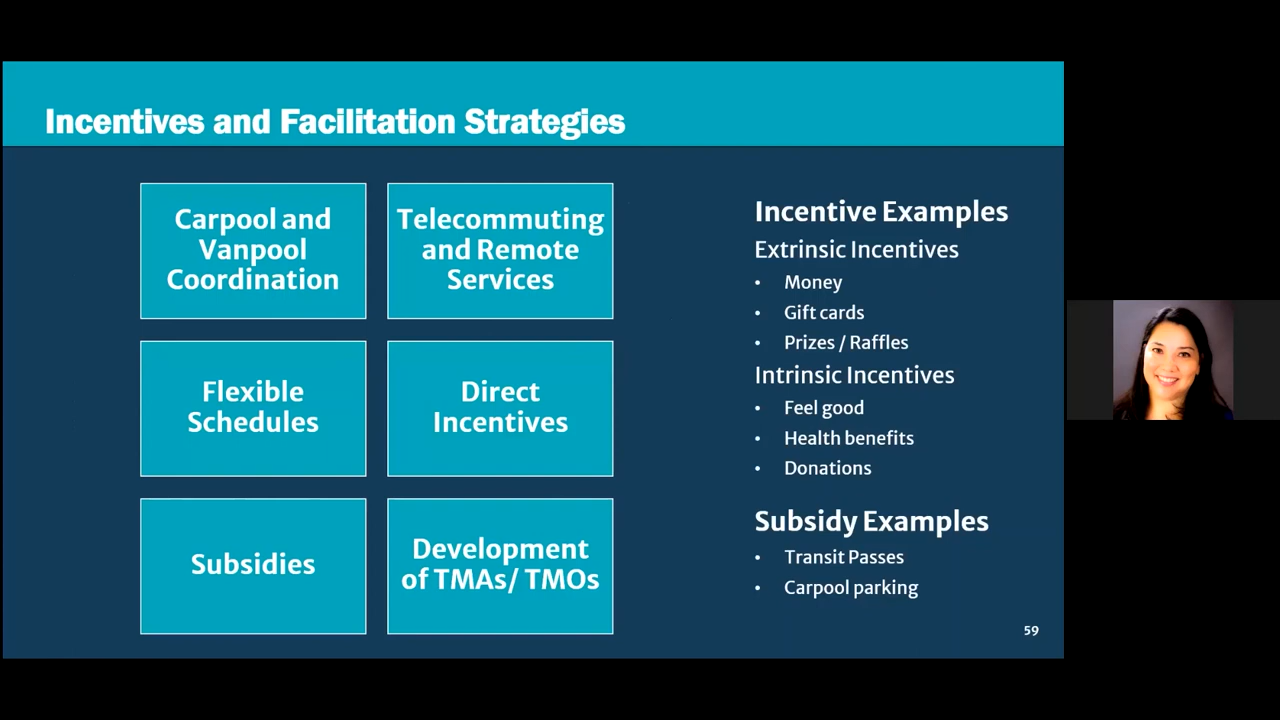 Incentives and Facilitation Strategies
Carpool and
Vanpool
Coordination
Telecommuting
and Remote
Services
Flexible
Schedules
Direct
Incentives
Subsidies
Development
of TMAs/ TMOs
Incentive Examples
Extrinsic Incentives
• Money
• Gift cards
• Prizes / Raffles
Intrinsic Incentives
• Feel good
• Health benefits
• Donations
Subsidy Examples
• Transit Passes
• Carpool parking
59